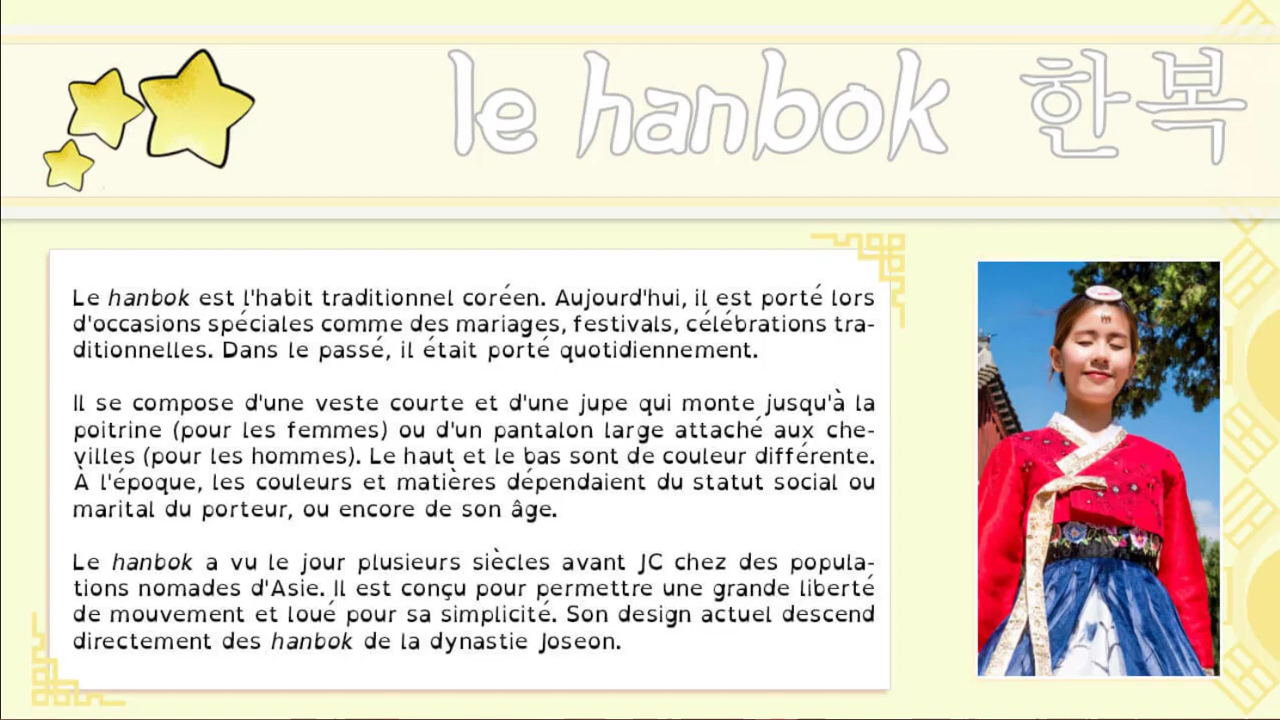 le hanbok 한복
Le hanbok est l'habit traditionnel coréen. Aujourd'hui, il est porté lors
d'occasions spéciales comme des mariages, festivals, célébrations tra-
ditionnelles. Dans le passé, il était porté quotidiennement.
Il se compose d'une veste courte et d'une jupe qui monte jusqu'à la
poitrine (pour les femmes) ou d'un pantalon large attaché aux che-
villes (pour les hommes). Le haut et le bas sont de couleur différente.
À l'époque, les couleurs et matières dépendaient du statut social ou
marital du porteur, ou encore de son âge.
Le hanbok a vu le jour plusieurs siècles avant JC chez des popula-
tions nomades d'Asie. Il est conçu pour permettre une grande liberté
de mouvement et loué pour sa simplicité. Son design actuel descend
directement des hanbok de la dynastie Joseon.